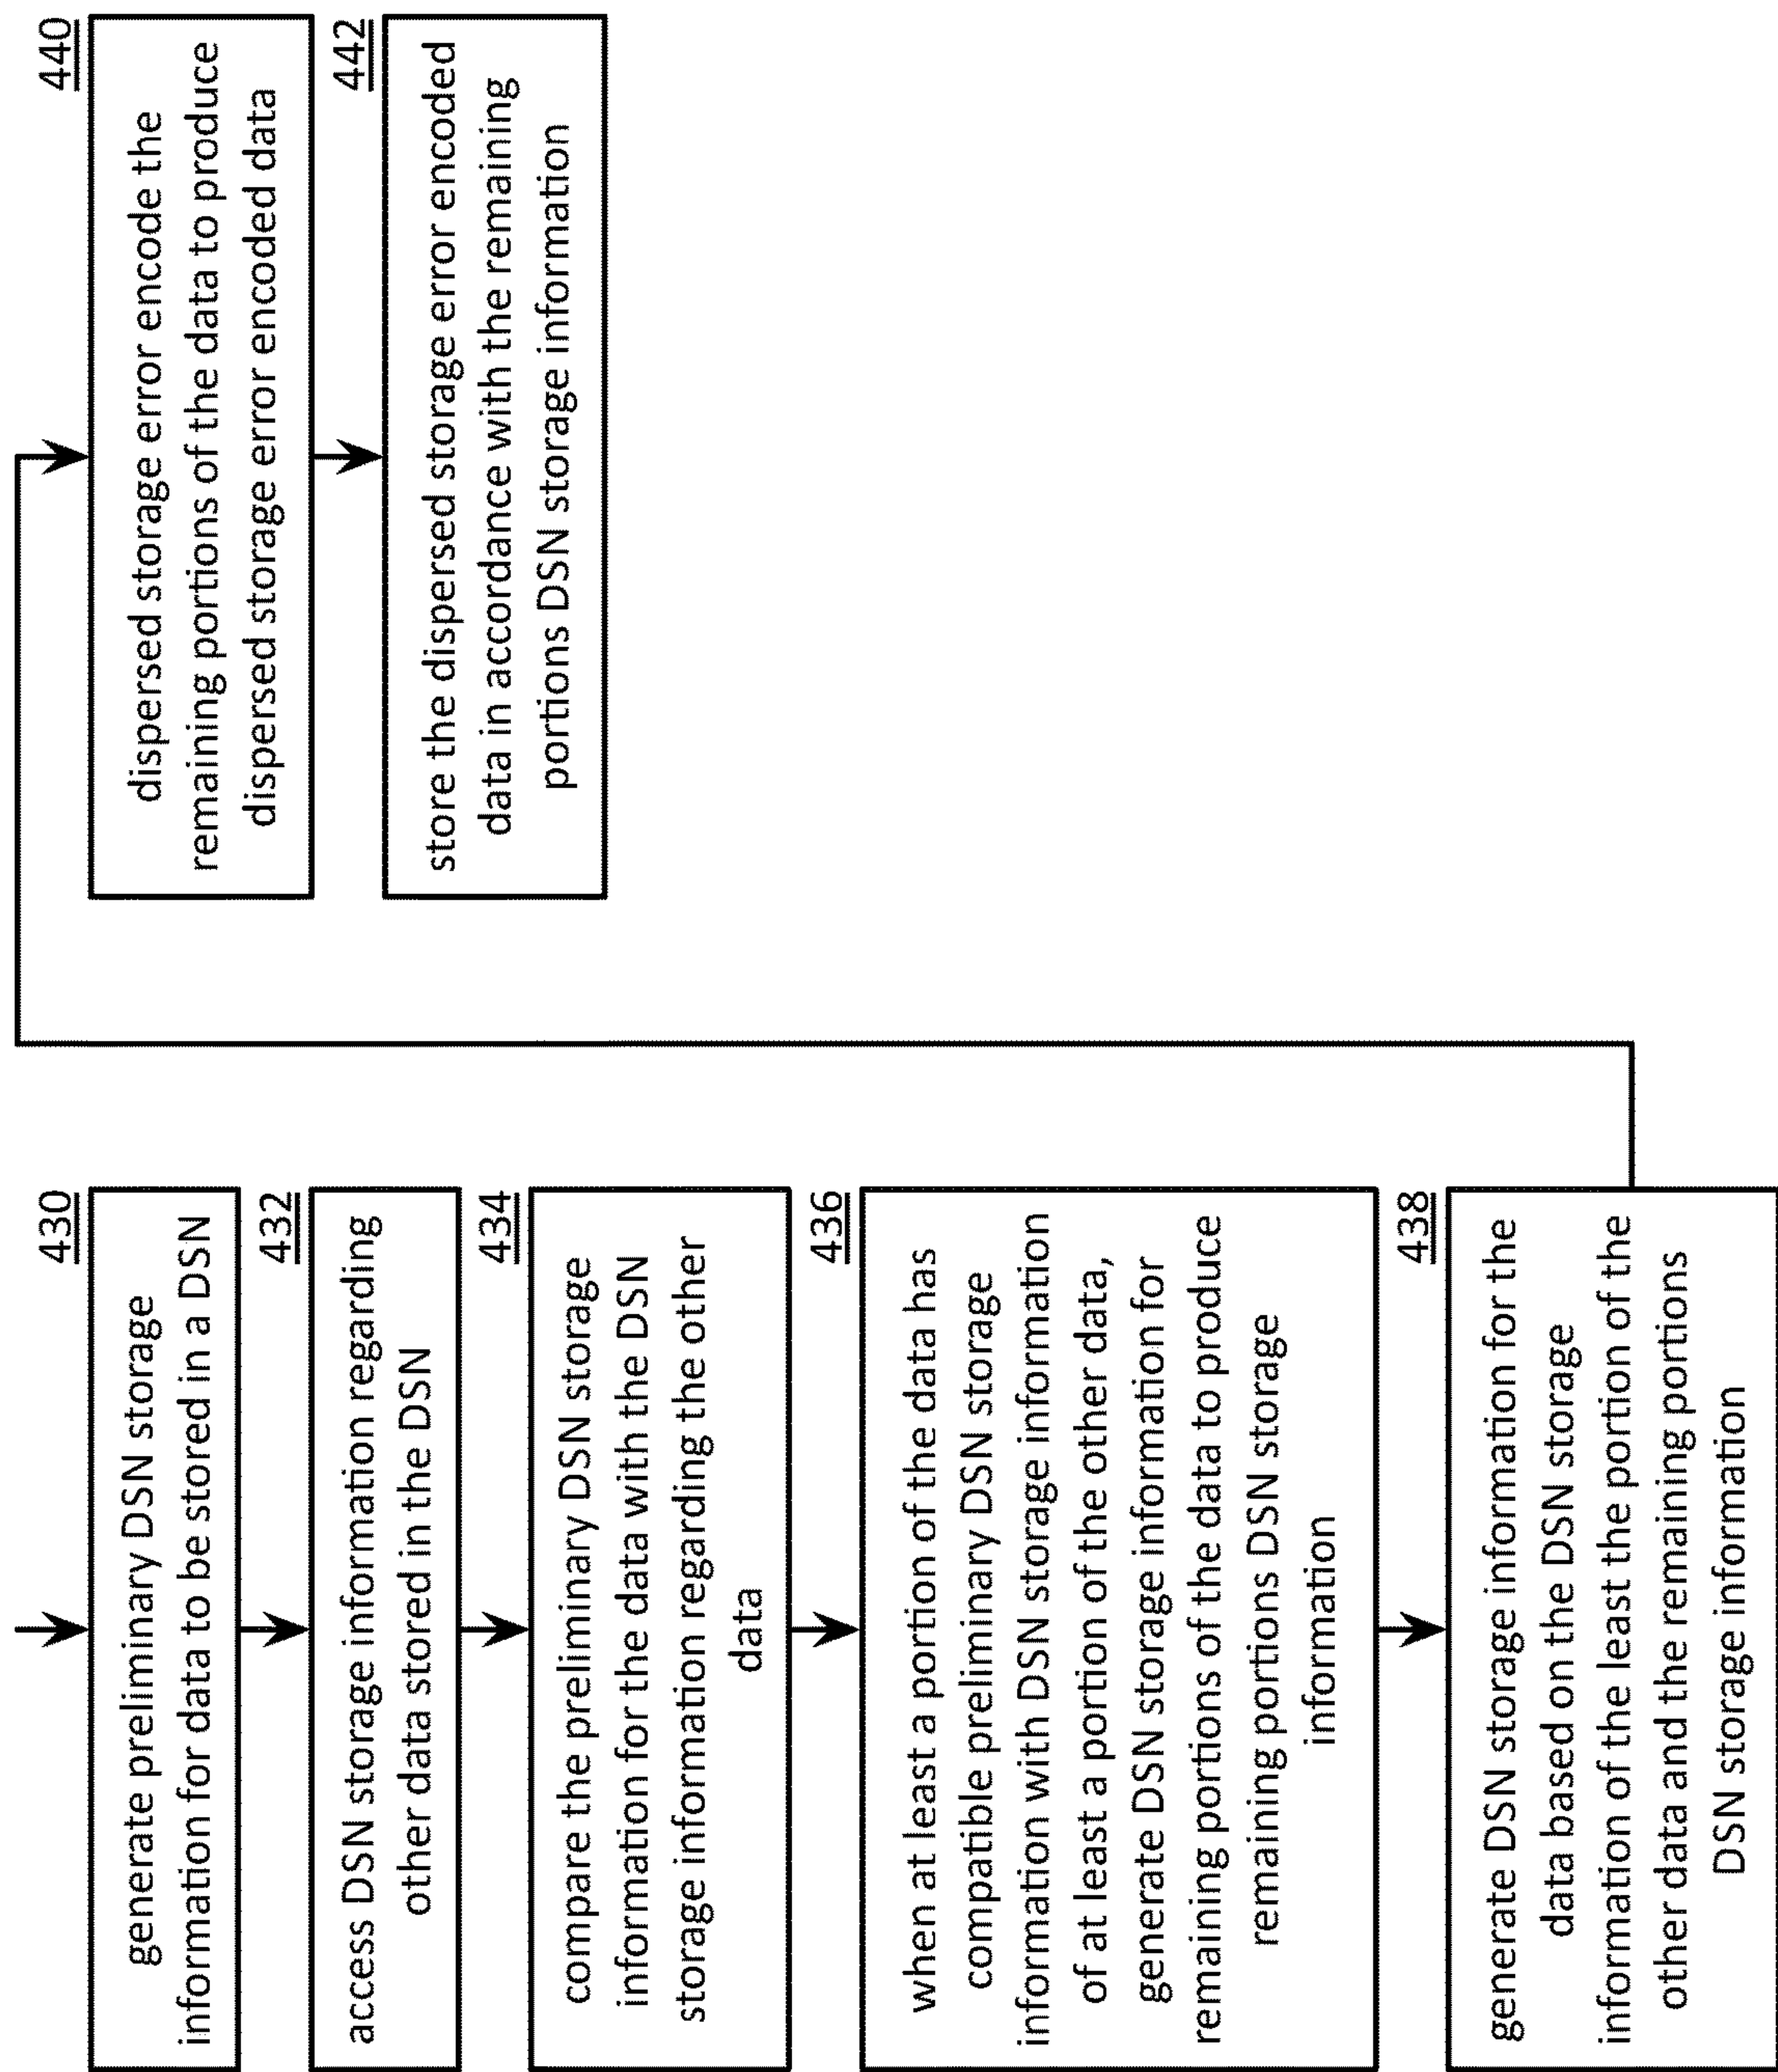 430
generate preliminary DSN storage
information for data to be stored in a DSN
432
access DSN storage information regarding
other data stored in the DSN
434
compare the preliminary DSN storage
information for the data with the DSN
storage information regarding the other
data
436
when at least a portion of the data has
compatible preliminary DSN storage
information with DSN storage information
of at least a portion of the other data,
generate DSN storage information for
remaining portions of the data to produce
remaining portions DSN storage
information
438
generate DSN storage information for the
data based on the DSN storage
information of the least the portion of the
other data and the remaining portions
DSN storage information
440
dispersed storage error encode the
remaining portions of the data to produce
dispersed storage error encoded data
442
store the dispersed storage error encoded
data in accordance with the remaining
portions DSN storage information